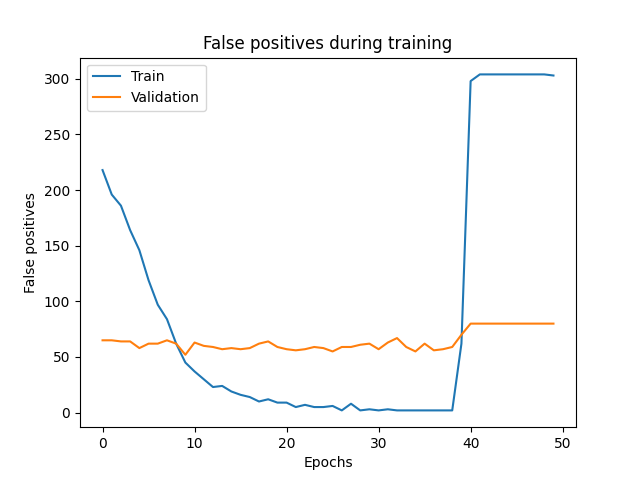 False positives during training
Train
Validation
300
250
200
150
100
50
0
False positives
0 10 20 30 40 50
Epochs